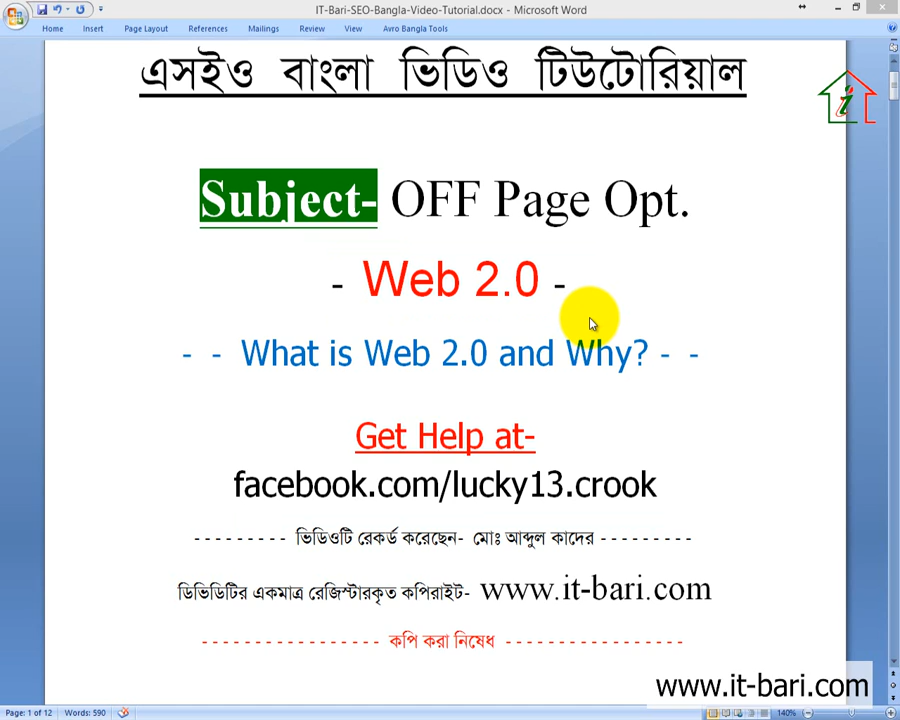 IT-Bari-SEO-Bangla-Video-Tutorial.docx - Microsoft Word
Home Insert Page Layout References Mailings Review View Avro Bangla Tools
এসইও বাংলা ভিডিও টিউটোরিয়াল
i
Subject- OFF Page Opt.
- Web 2.0 -
- - What is Web 2.0 and Why? - -
Get Help at-
facebook.com/lucky13.crook
- - - - - - - - - ভিডিওটি রেকর্ড করেছেন- মোঃ আব্দুল কাদের - - - - - - - - -
ডিভিডিটির একমাত্র রেজিস্টারকৃত কপিরাইট- www.it-bari.com
- - - - - - - - - - - - - - - - - কপি করা নিষেধ - - - - - - - - - - - - - - - - -
www.it-bari.com
Page: 1 of 12 Words: 590 140%